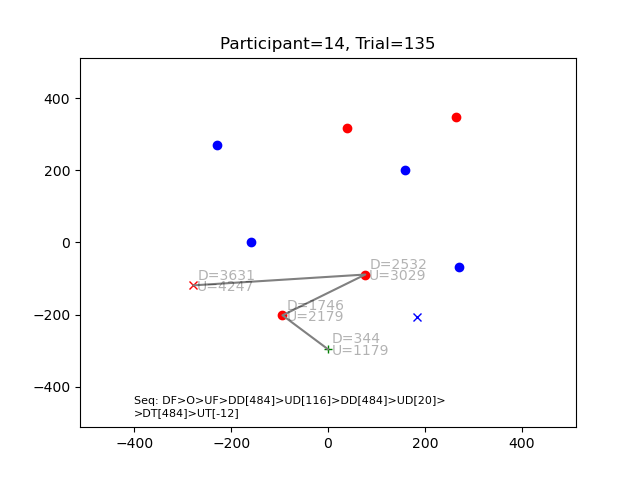 Participant=14, Trial=135
400
200
0
−200
−400
D=2532
U=3029
D=3631
U=4247
D=1746
U=2179
D=344
U=1179
Seq: DF>O>UF>DD[484]>UD[116]>DD[484]>UD[20]>
>DT[484]>UT[-12]
−400 −200 0 200 400